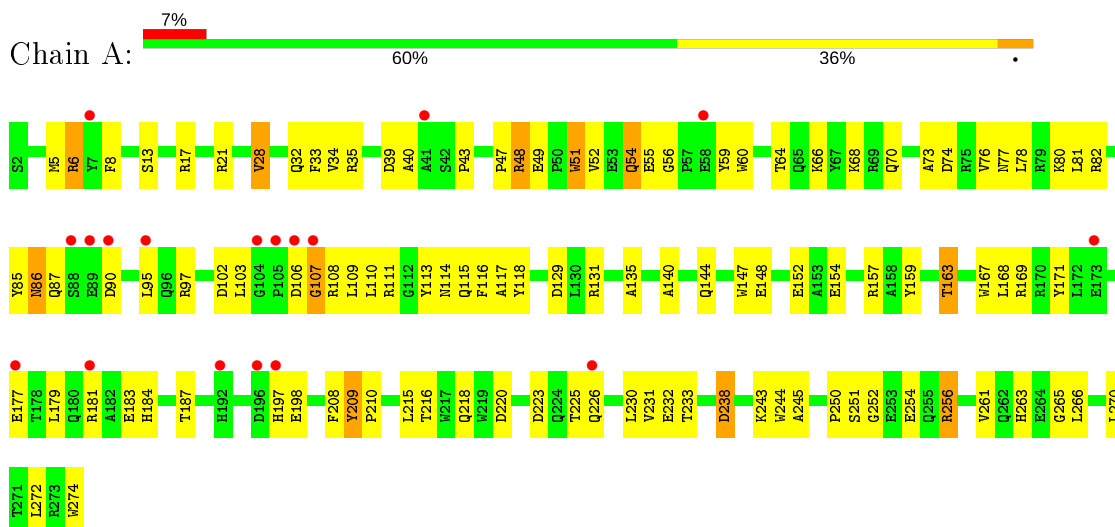 7%
Chain A:
60% 36% •
S2 M5 R6 Y7 F8 S13 R17 R21 V28 Q32 F33 V34 R35 D39 A40 A41 S42 P43 P47 R48 E49 P50 W51 V52 E53 Q54 E55 G56 P57 E58 Y59 W60 T64 Q65 K66 Y67 K68 R69 Q70 A73 D74 R75 V76 N77 L78 R79 K80 L81 R82
Y85 N86 Q87 S88 E89 D90 L95 Q96 R97 D102 L103 G104 P105 D106 G107 R108 L109 L110 R111 G112 Y113 N114 Q115 F116 A117 Y118 D129 L130 R131 A135 A140 Q144 W147 E148 E152 A153 E154 R157 A158 Y159 T163 W167 L168 R169 R170 Y171 L172 E173
E177 T178 L179 Q180 R181 A182 E183 H184 T187 H192 D196 H197 E198 F208 Y209 P210 L215 T216 W217 Q218 W219 D220 D223 Q224 T225 Q226 L230 V231 E232 T233 D238 K243 W244 A245 P250 S251 G252 E253 E254 Q255 R256 V261 Q262 H263 E264 G265 L266
T271 L272 R273 W274